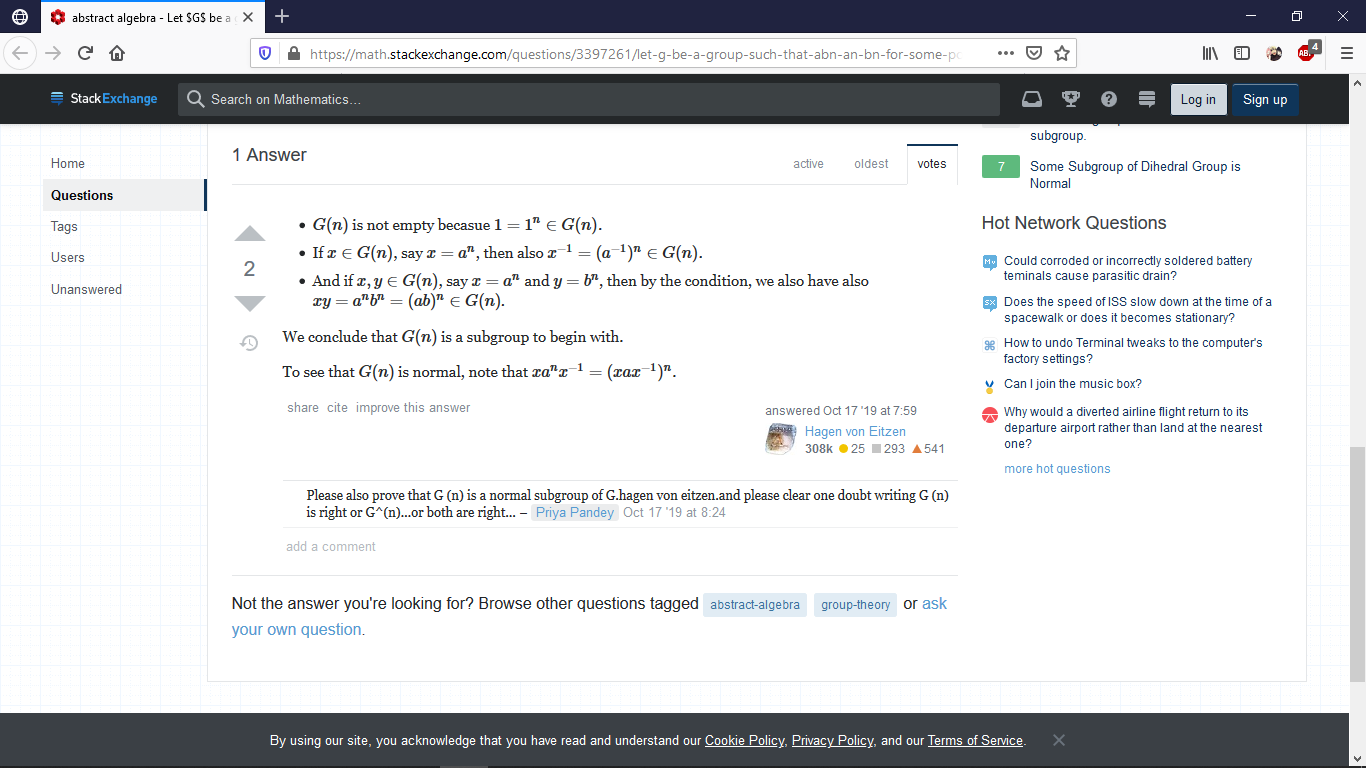 abstract algebra - Let $G$ be a g
https://math.stackexchange.com/questions/3397261/let-g-be-a-group-such-that-abn-an-bn-for-some-po
4
StackExchange
Search on Mathematics…
Log in
Sign up
Home
Questions
Tags
Users
Unanswered
1 Answer
active
oldest
votes
2
• G(n) is not empty becasue 1 = 1ⁿ ∈ G(n).
• If x ∈ G(n), say x = aⁿ, then also x⁻¹ = (a⁻¹)ⁿ ∈ G(n).
• And if x, y ∈ G(n), say x = aⁿ and y = bⁿ, then by the condition, we also have also
xy = aⁿbⁿ = (ab)ⁿ ∈ G(n).
We conclude that G(n) is a subgroup to begin with.
To see that G(n) is normal, note that xaⁿx⁻¹ = (xax⁻¹)ⁿ.
share cite improve this answer
answered Oct 17 '19 at 7:59
Hagen von Eitzen
308k 25 293 541
Please also prove that G (n) is a normal subgroup of G.hagen von eitzen.and please clear one doubt writing G (n)
is right or G^(n)...or both are right... – Priya Pandey Oct 17 '19 at 8:24
add a comment
Not the answer you're looking for? Browse other questions tagged abstract-algebra group-theory or ask
your own question.
subgroup.
7
Some Subgroup of Dihedral Group is
Normal
Hot Network Questions
Could corroded or incorrectly soldered battery
teminals cause parasitic drain?
Does the speed of ISS slow down at the time of a
spacewalk or does it becomes stationary?
How to undo Terminal tweaks to the computer's
factory settings?
Can I join the music box?
Why would a diverted airline flight return to its
departure airport rather than land at the nearest
one?
more hot questions
By using our site, you acknowledge that you have read and understand our Cookie Policy, Privacy Policy, and our Terms of Service.